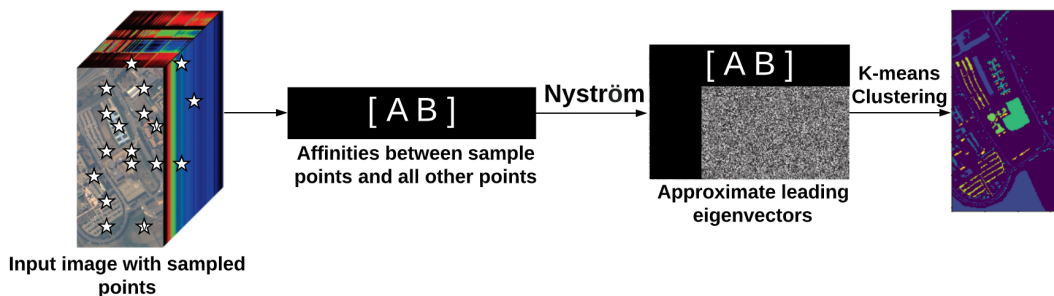 [ A B ]
Nyström
[ A B ]
K-means
Clustering
Affinities between sample
points and all other points
Approximate leading
eigenvectors
Input image with sampled
points